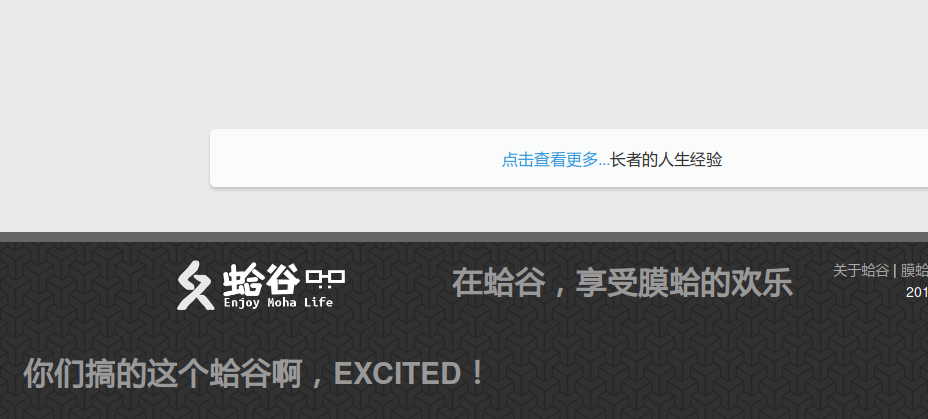 点击查看更多...长者的人生经验
蛤谷
Enjoy Moha Life
在蛤谷，享受膜蛤的欢乐
关于蛤谷 | 膜蛤
201
你们搞的这个蛤谷啊，EXCITED！